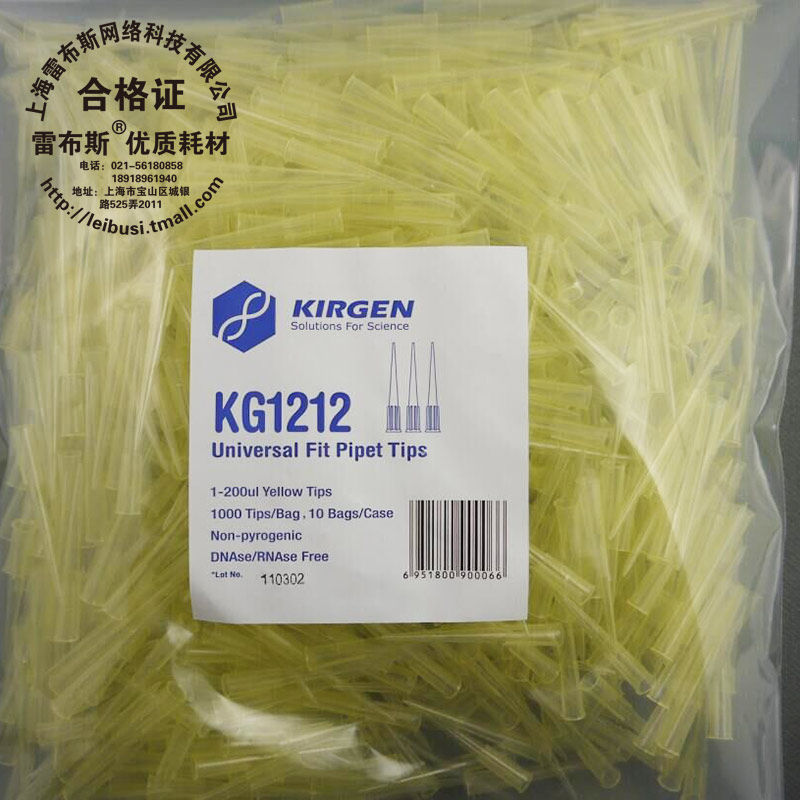 上海雷布斯网络科技有限公司
合格证
雷布斯®优质耗材
电话：021-56180858
18918961940
地址：上海市宝山区城银
路525弄2011
http://leibusi.tmall.com
KIRGEN
Solutions For Science
KG1212
Universal Fit Pipet Tips
1-200ul Yellow Tips
1000 Tips/Bag , 10 Bags/Case
Non-pyrogenic
DNAse/RNAse Free
*Lot No. 110302
6 951800 900066